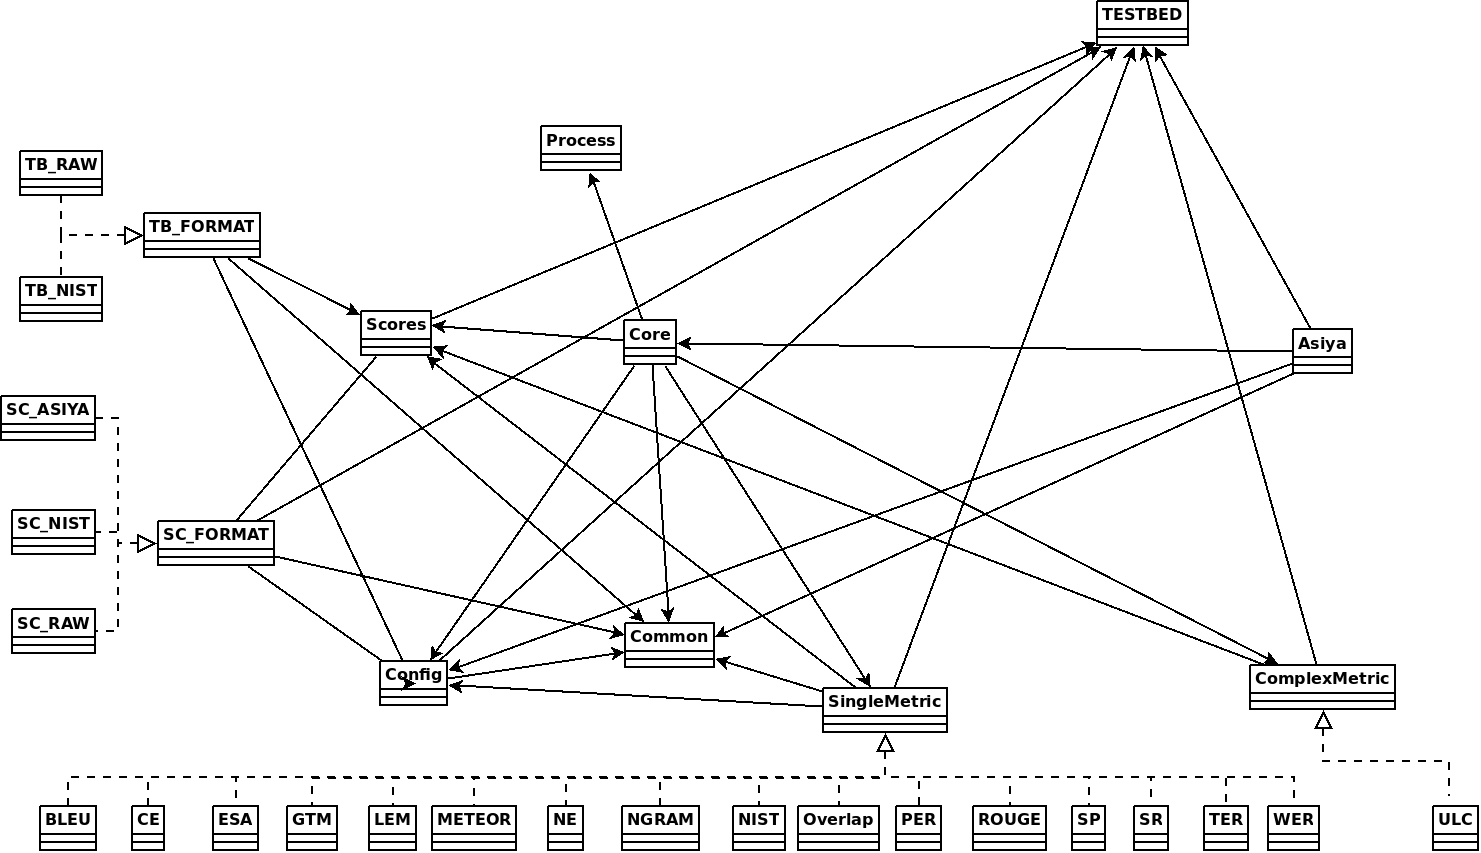 TESTBED
Process
TB_RAW
TB_FORMAT
TB_NIST
Scores
Core
Asiya
SC_ASIYA
SC_NIST
SC_FORMAT
SC_RAW
Common
Config
SingleMetric
ComplexMetric
BLEU
CE
ESA
GTM
LEM
METEOR
NE
NGRAM
NIST
Overlap
PER
ROUGE
SP
SR
TER
WER
ULC